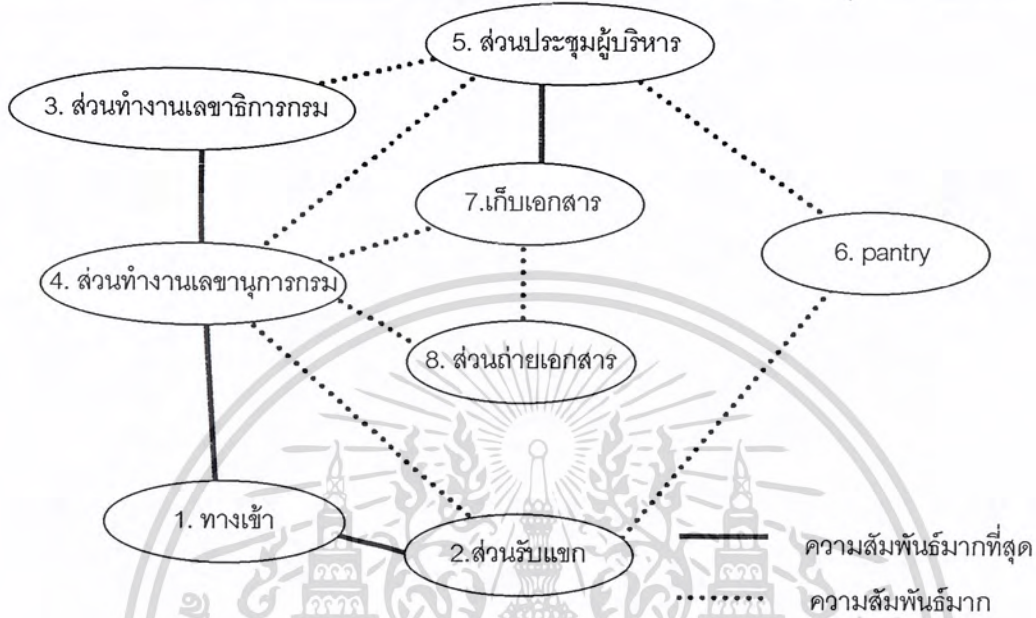 5. ส่วนประชุมผู้บริหาร
3. ส่วนทำงานเลขาธิการกรม
7.เก็บเอกสาร
6. pantry
4. ส่วนทำงานเลขานุการกรม
8. ส่วนถ่ายเอกสาร
1. ทางเข้า
2.ส่วนรับแขก
ความสัมพันธ์มากที่สุด
ความสัมพันธ์มาก